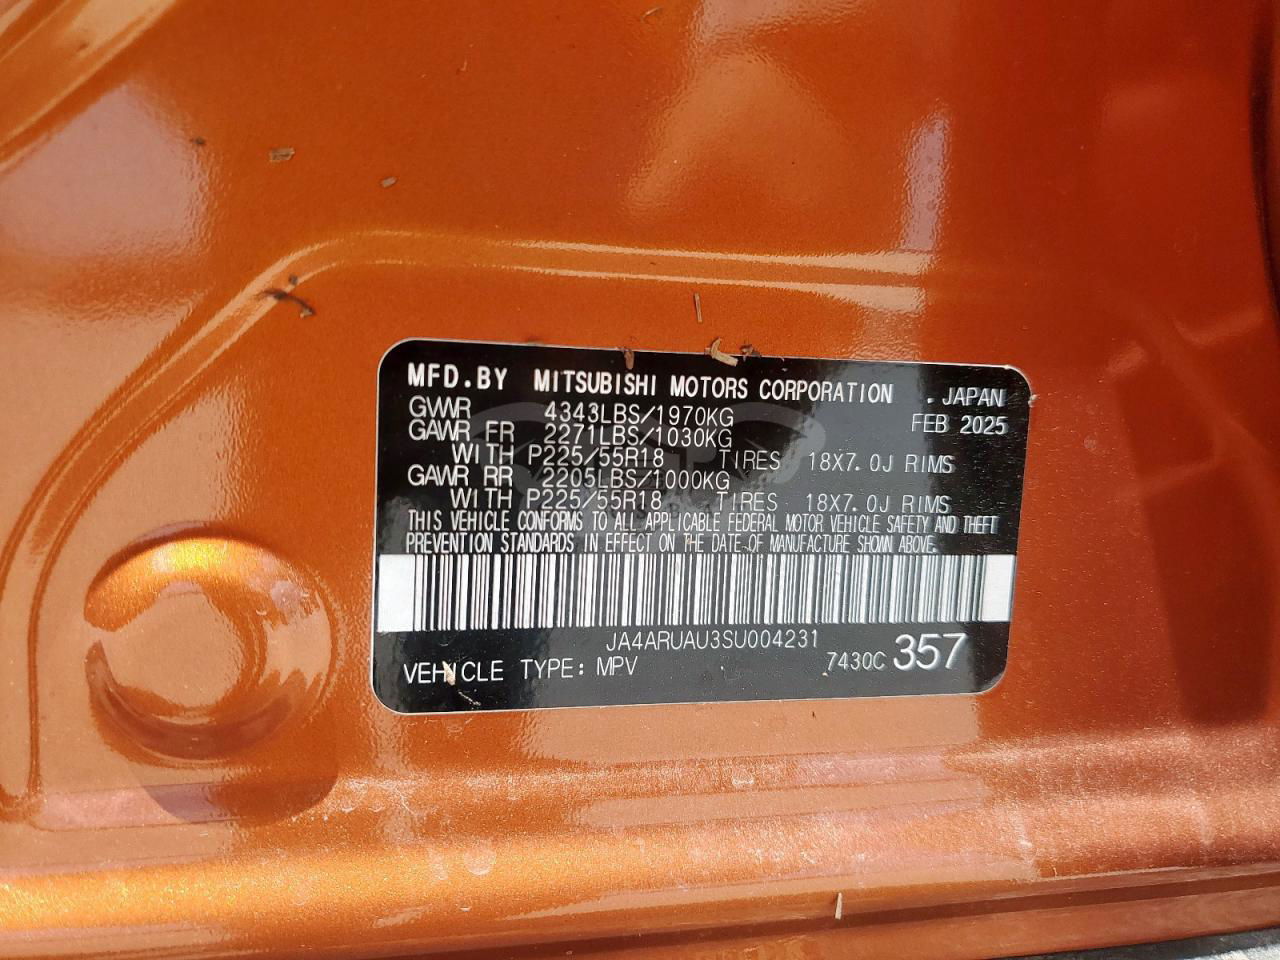 MFD.BY MITSUBISHI MOTORS CORPORATION . JAPAN
GVWR 4343LBS/1970KG FEB 2025
GAWR FR 2271LBS/1030KG
WITH P225/55R18 TIRES 18X7.0J RIMS
GAWR RR 2205LBS/1000KG
WITH P225/55R18 TIRES 18X7.0J RIMS
THIS VEHICLE CONFORMS TO ALL APPLICABLE FEDERAL MOTOR VEHICLE SAFETY AND THEFT
PREVENTION STANDARDS IN EFFECT ON THE DATE OF MANUFACTURE SHOWN ABOVE.
JA4ARUAU3SU004231
VEHICLE TYPE: MPV 7430C 357